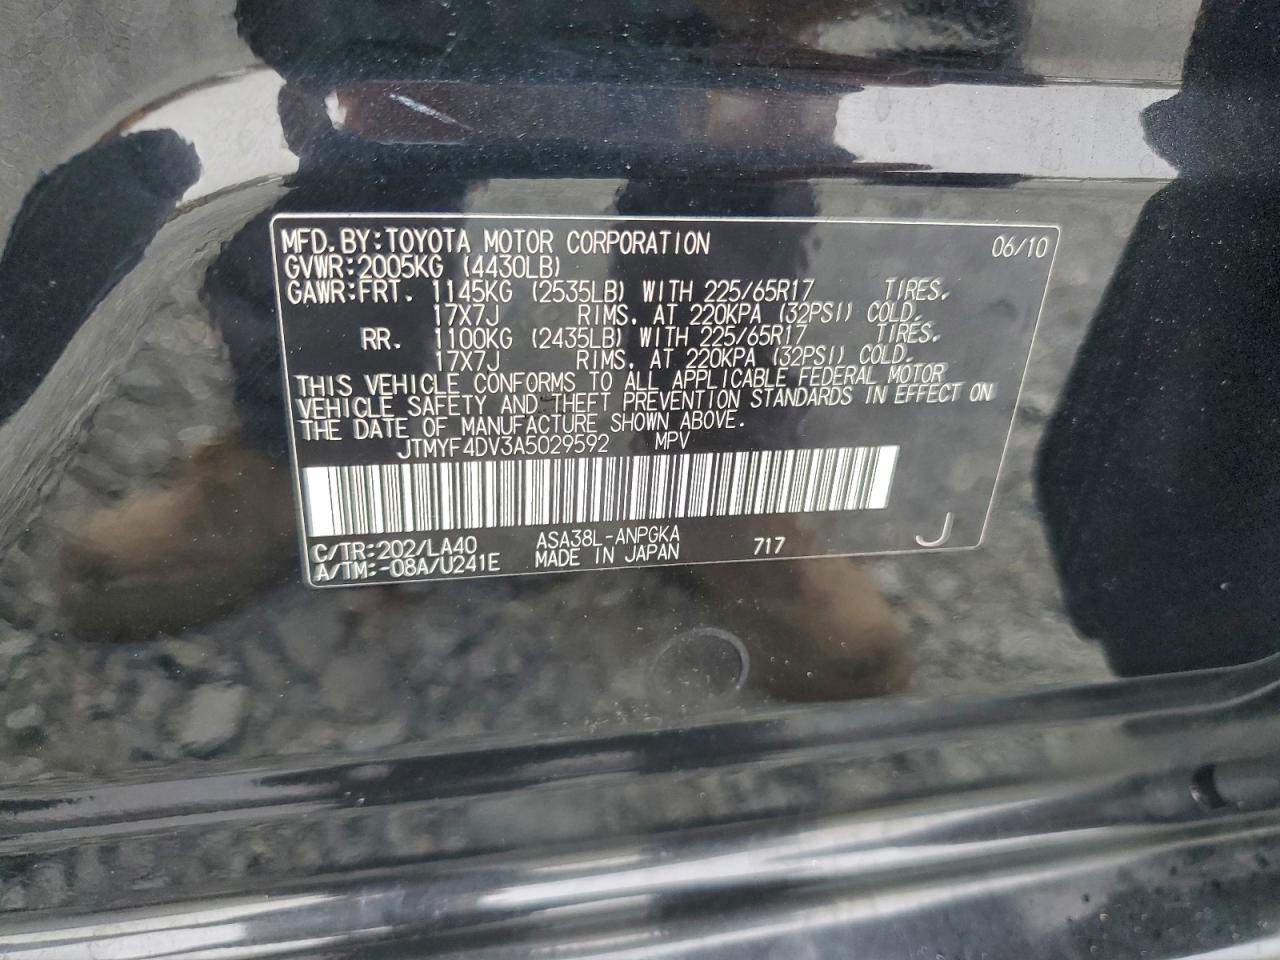 MFD. BY: TOYOTA MOTOR CORPORATION 06/10
GVWR: 2005KG (4430LB)
GAWR: FRT. 1145KG (2535LB) WITH 225/65R17 TIRES.
17X7J RIMS. AT 220KPA (32PSI) COLD.
RR. 1100KG (2435LB) WITH 225/65R17 TIRES.
17X7J RIMS. AT 220KPA (32PSI) COLD.
THIS VEHICLE CONFORMS TO ALL APPLICABLE FEDERAL MOTOR
VEHICLE SAFETY AND THEFT PREVENTION STANDARDS IN EFFECT ON
THE DATE OF MANUFACTURE SHOWN ABOVE.
JTMYF4DV3A5029592 MPV
C/TR: 202/LA40 ASA38L-ANPGKA
A/TM: -08A/U241E MADE IN JAPAN 717 J